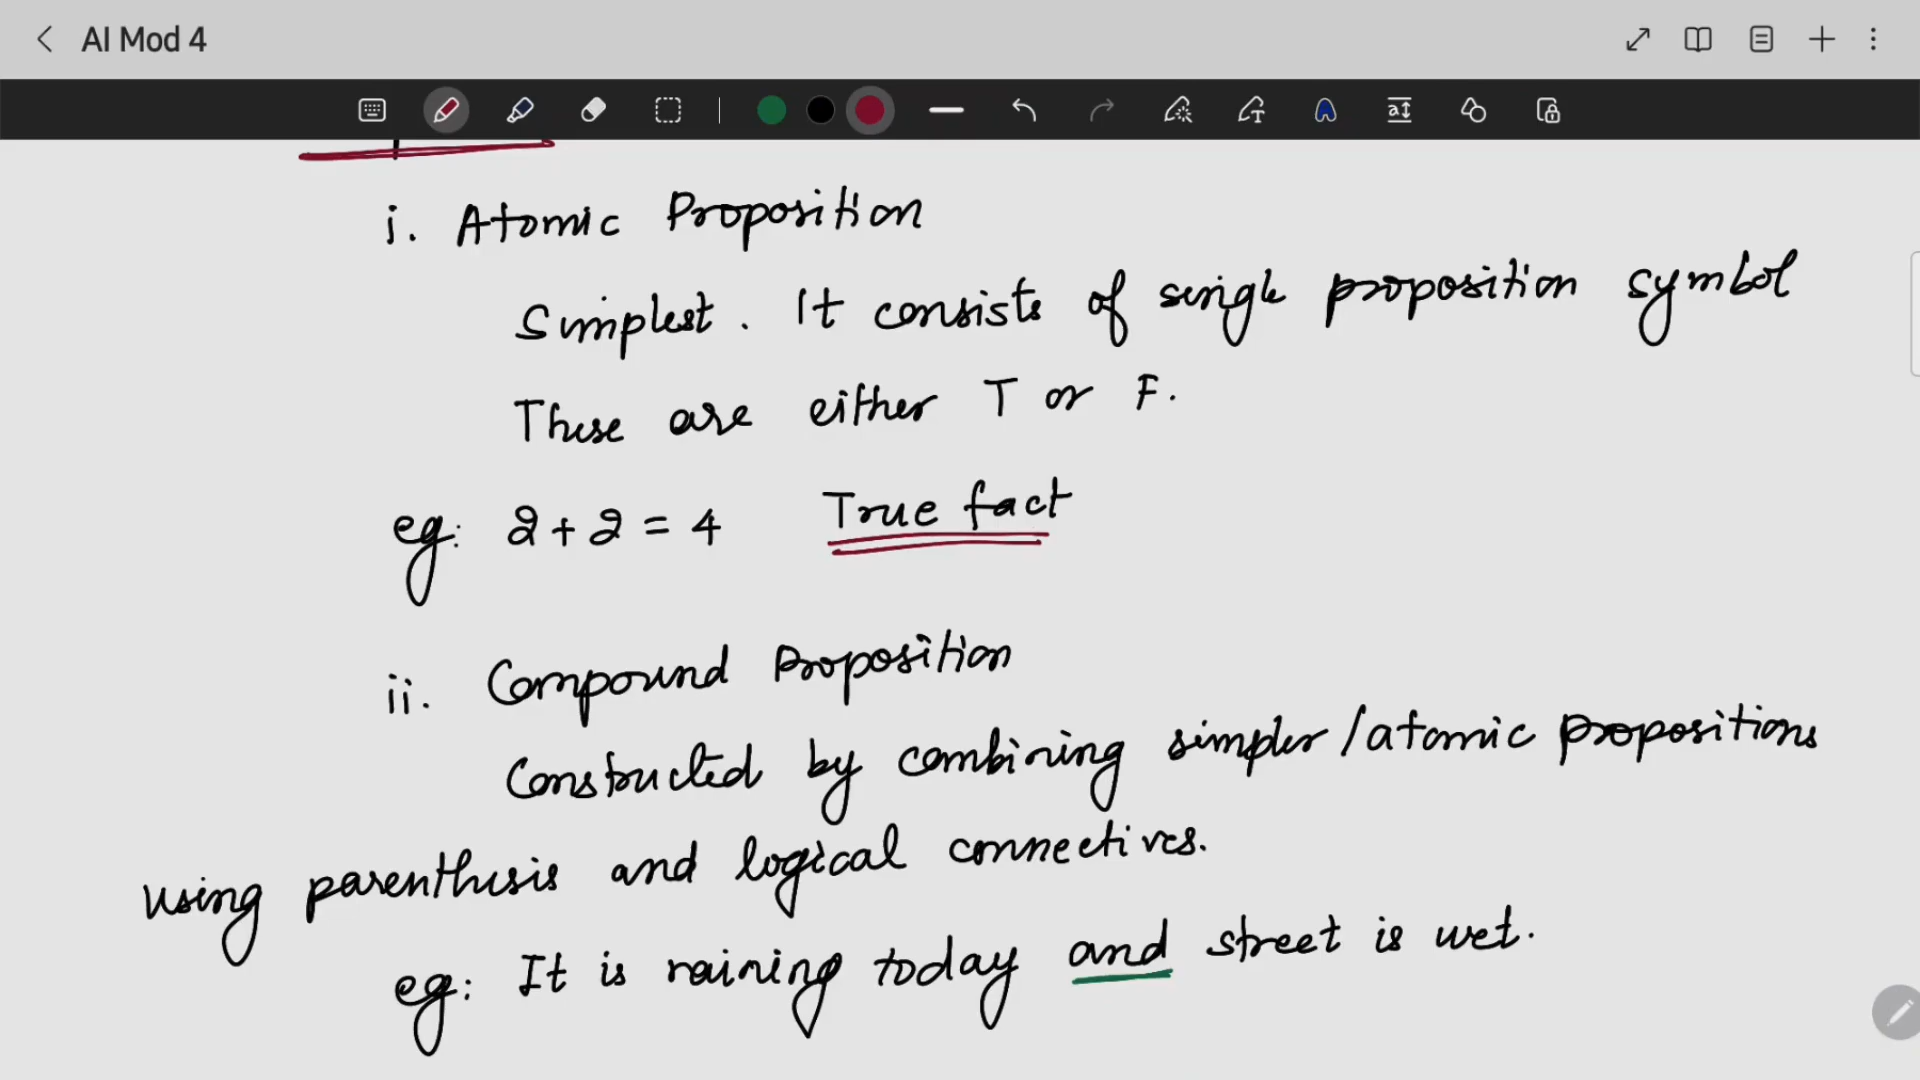 AI Mod 4
i. Atomic Proposition
Simplest. It consists of single proposition symbol
These are either T or F.
eg: 2 + 2 = 4 True fact
ii. Compound Proposition
Constructed by combining simpler/atomic propositions
using parenthesis and logical connectives.
eg: It is raining today and street is wet.